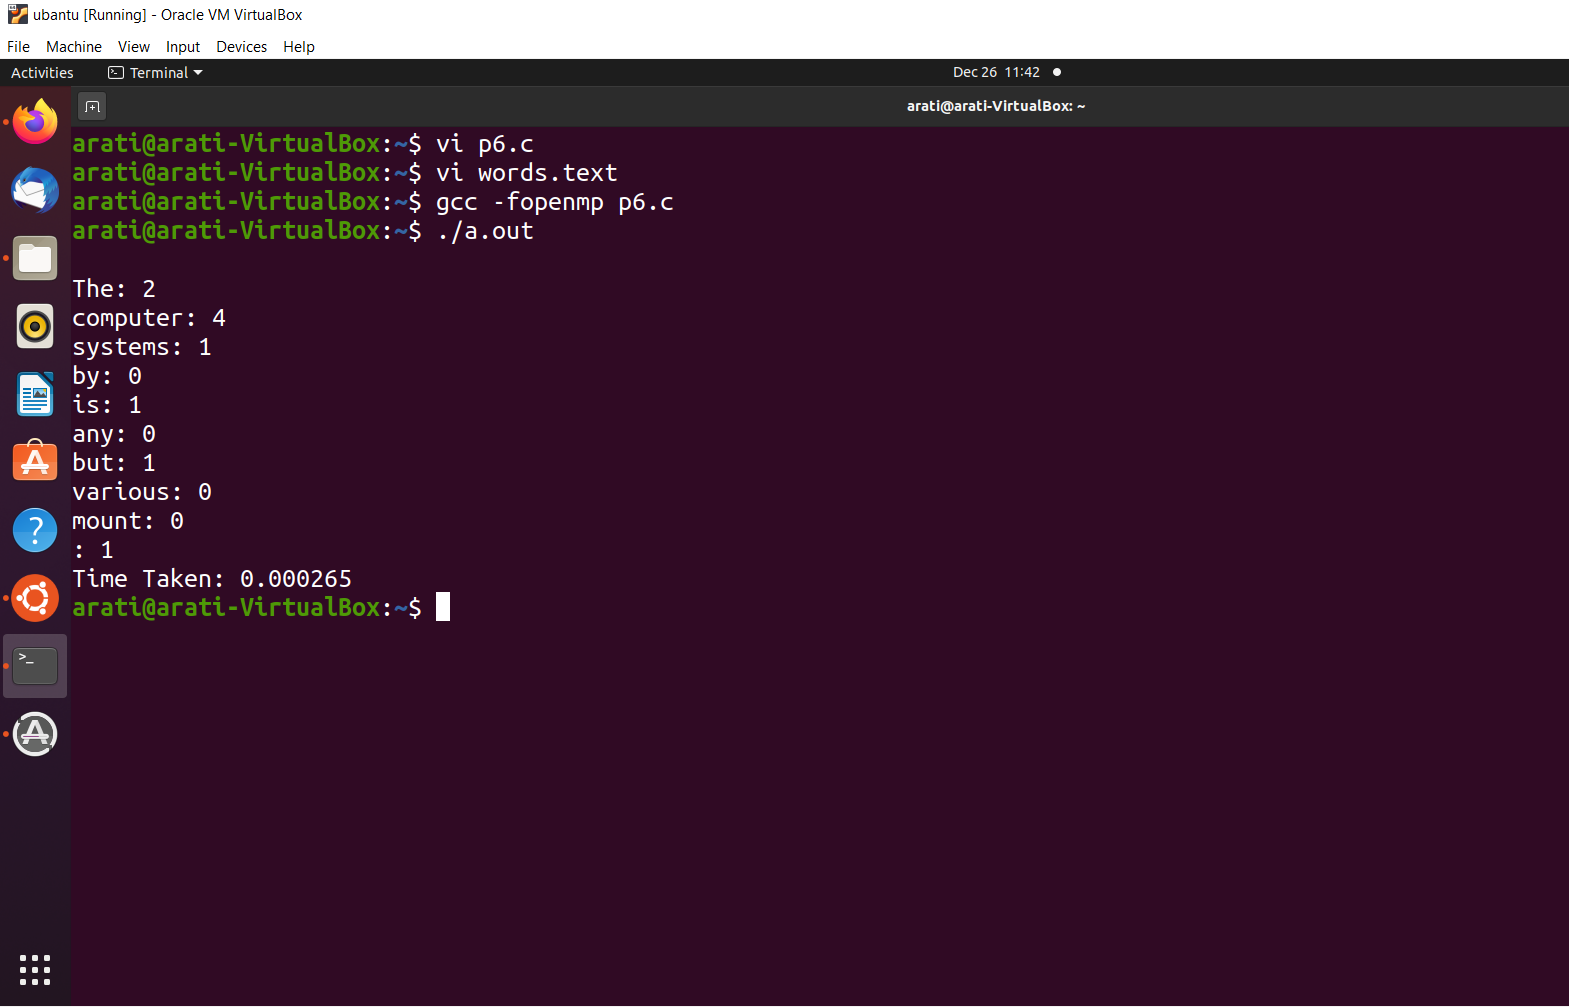 ubantu [Running] - Oracle VM VirtualBox
File Machine View Input Devices Help
Activities Terminal Dec 26 11:42
arati@arati-VirtualBox: ~
arati@arati-VirtualBox:~$ vi p6.c
arati@arati-VirtualBox:~$ vi words.text
arati@arati-VirtualBox:~$ gcc -fopenmp p6.c
arati@arati-VirtualBox:~$ ./a.out
The: 2
computer: 4
systems: 1
by: 0
is: 1
any: 0
but: 1
various: 0
mount: 0
: 1
Time Taken: 0.000265
arati@arati-VirtualBox:~$